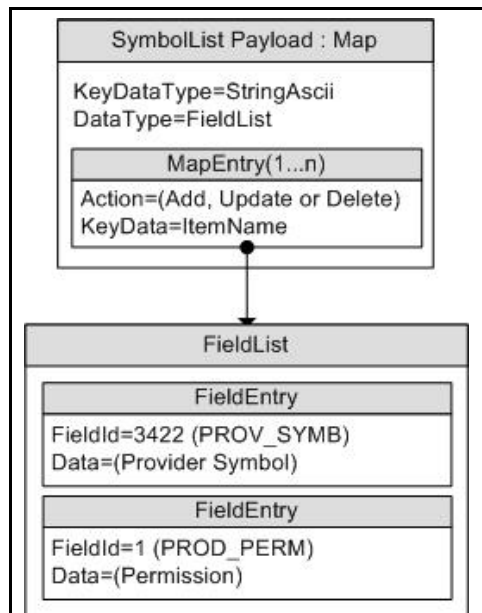 SymbolList Payload : Map
KeyDataType=StringAscii
DataType=FieldList
MapEntry(1...n)
Action=(Add, Update or Delete)
KeyData=ItemName
FieldList
FieldEntry
FieldId=3422 (PROV_SYMB)
Data=(Provider Symbol)
FieldEntry
FieldId=1 (PROD_PERM)
Data=(Permission)